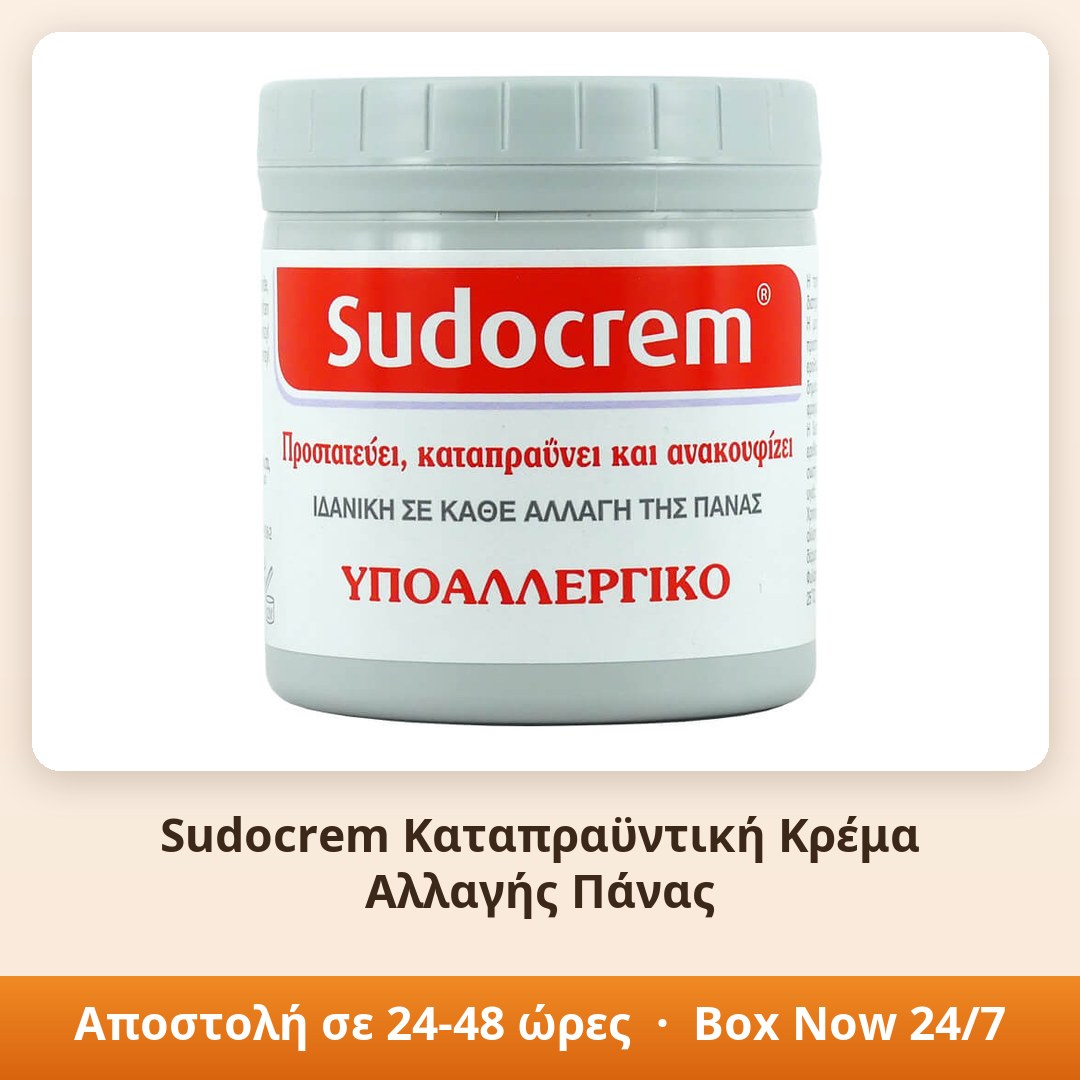 Sudocrem®
Προστατεύει, καταπραΰνει και ανακουφίζει
ΙΔΑΝΙΚΗ ΣΕ ΚΑΘΕ ΑΛΛΑΓΗ ΤΗΣ ΠΑΝΑΣ
ΥΠΟΑΛΛΕΡΓΙΚΟ
Sudocrem Καταπραϋντική Κρέμα
Αλλαγής Πάνας
Αποστολή σε 24-48 ώρες · Box Now 24/7